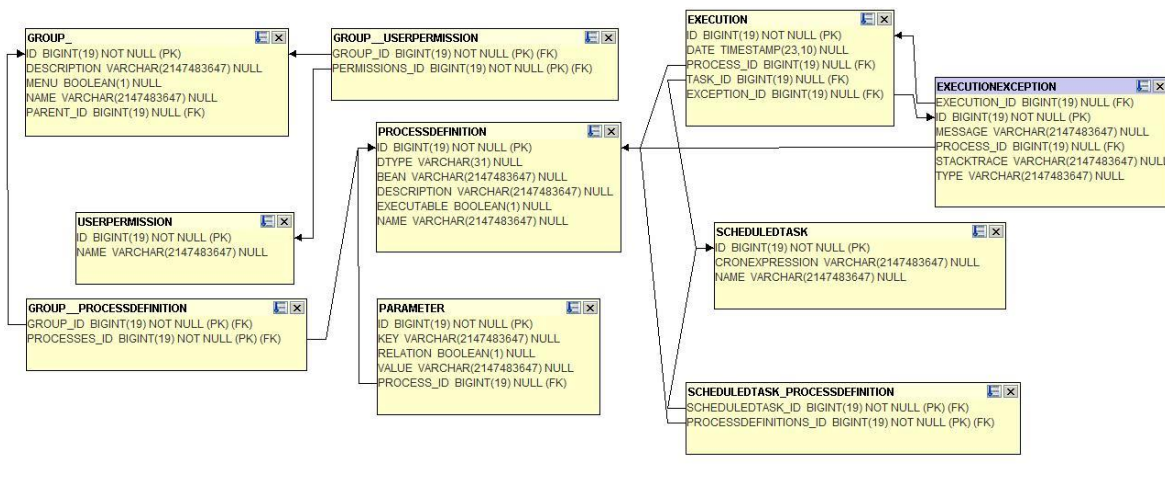 GROUP_
ID BIGINT(19) NOT NULL (PK)
DESCRIPTION VARCHAR(2147483647) NULL
MENU BOOLEAN(1) NULL
NAME VARCHAR(2147483647) NULL
PARENT_ID BIGINT(19) NULL (FK)
GROUP__USERPERMISSION
GROUP_ID BIGINT(19) NOT NULL (PK) (FK)
PERMISSIONS_ID BIGINT(19) NOT NULL (PK) (FK)
EXECUTION
ID BIGINT(19) NOT NULL (PK)
DATE TIMESTAMP(23,10) NULL
PROCESS_ID BIGINT(19) NULL (FK)
TASK_ID BIGINT(19) NULL (FK)
EXCEPTION_ID BIGINT(19) NULL (FK)
EXECUTIONEXCEPTION
EXECUTION_ID BIGINT(19) NULL (FK)
ID BIGINT(19) NOT NULL (PK)
MESSAGE VARCHAR(2147483647) NULL
PROCESS_ID BIGINT(19) NULL (FK)
STACKTRACE VARCHAR(2147483647) NULL
TYPE VARCHAR(2147483647) NULL
PROCESSDEFINITION
ID BIGINT(19) NOT NULL (PK)
DTYPE VARCHAR(31) NULL
BEAN VARCHAR(2147483647) NULL
DESCRIPTION VARCHAR(2147483647) NULL
EXECUTABLE BOOLEAN(1) NULL
NAME VARCHAR(2147483647) NULL
USERPERMISSION
ID BIGINT(19) NOT NULL (PK)
NAME VARCHAR(2147483647) NULL
SCHEDULEDTASK
ID BIGINT(19) NOT NULL (PK)
CRONEXPRESSION VARCHAR(2147483647) NULL
NAME VARCHAR(2147483647) NULL
GROUP__PROCESSDEFINITION
GROUP_ID BIGINT(19) NOT NULL (PK) (FK)
PROCESSES_ID BIGINT(19) NOT NULL (PK) (FK)
PARAMETER
ID BIGINT(19) NOT NULL (PK)
KEY VARCHAR(2147483647) NULL
RELATION BOOLEAN(1) NULL
VALUE VARCHAR(2147483647) NULL
PROCESS_ID BIGINT(19) NULL (FK)
SCHEDULEDTASK_PROCESSDEFINITION
SCHEDULEDTASK_ID BIGINT(19) NOT NULL (PK) (FK)
PROCESSDEFINITIONS_ID BIGINT(19) NOT NULL (PK) (FK)